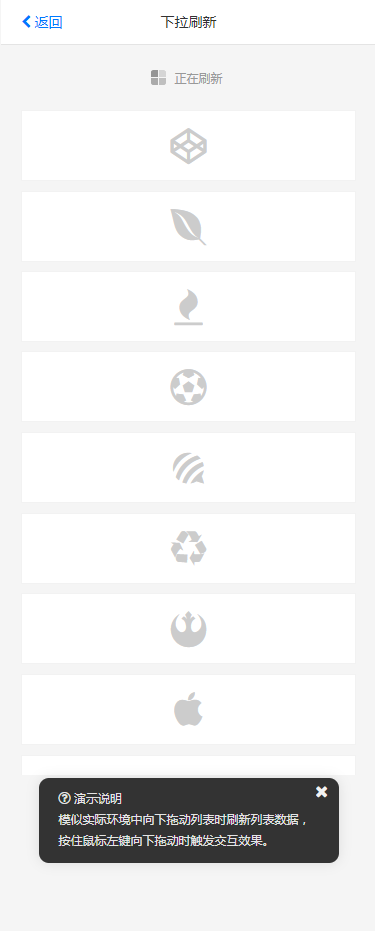 返回
下拉刷新
正在刷新
演示说明
模似实际环境中向下拖动列表时刷新列表数据，
按住鼠标左键向下拖动时触发交互效果。